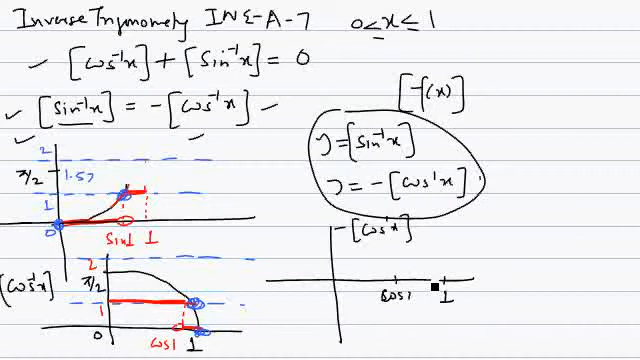 Inverse Trigonometry INE-A-7 0<x≤1
[cos⁻¹x] + [sin⁻¹x] = 0
[sin⁻¹x] = -[cos⁻¹x]
[f(x)]
y = [sin⁻¹x]
y = -[cos⁻¹x]
2
π/2 1.57
1
0 sin1 1
-[cos⁻¹x]
cos1 1
[cos⁻¹x]
2
π/2
1
0 cos1 1